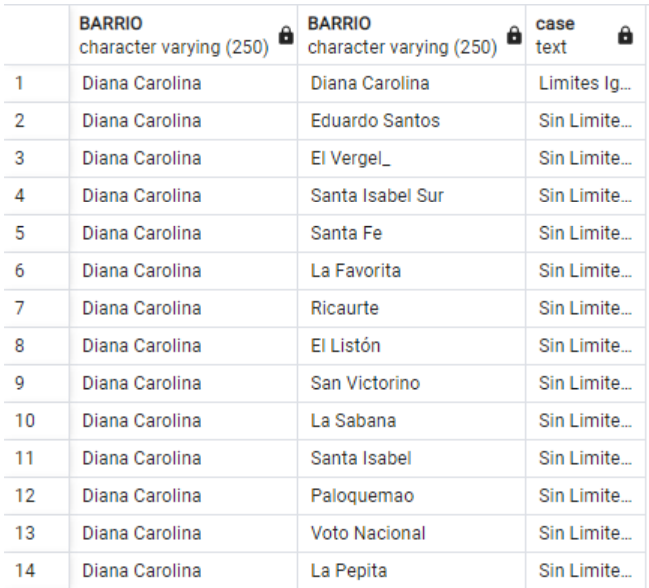 BARRIO BARRIO case
character varying (250) character varying (250) text
1 Diana Carolina Diana Carolina Limites Ig...
2 Diana Carolina Eduardo Santos Sin Limite...
3 Diana Carolina El Vergel_ Sin Limite...
4 Diana Carolina Santa Isabel Sur Sin Limite...
5 Diana Carolina Santa Fe Sin Limite...
6 Diana Carolina La Favorita Sin Limite...
7 Diana Carolina Ricaurte Sin Limite...
8 Diana Carolina El Listón Sin Limite...
9 Diana Carolina San Victorino Sin Limite...
10 Diana Carolina La Sabana Sin Limite...
11 Diana Carolina Santa Isabel Sin Limite...
12 Diana Carolina Paloquemao Sin Limite...
13 Diana Carolina Voto Nacional Sin Limite...
14 Diana Carolina La Pepita Sin Limite...